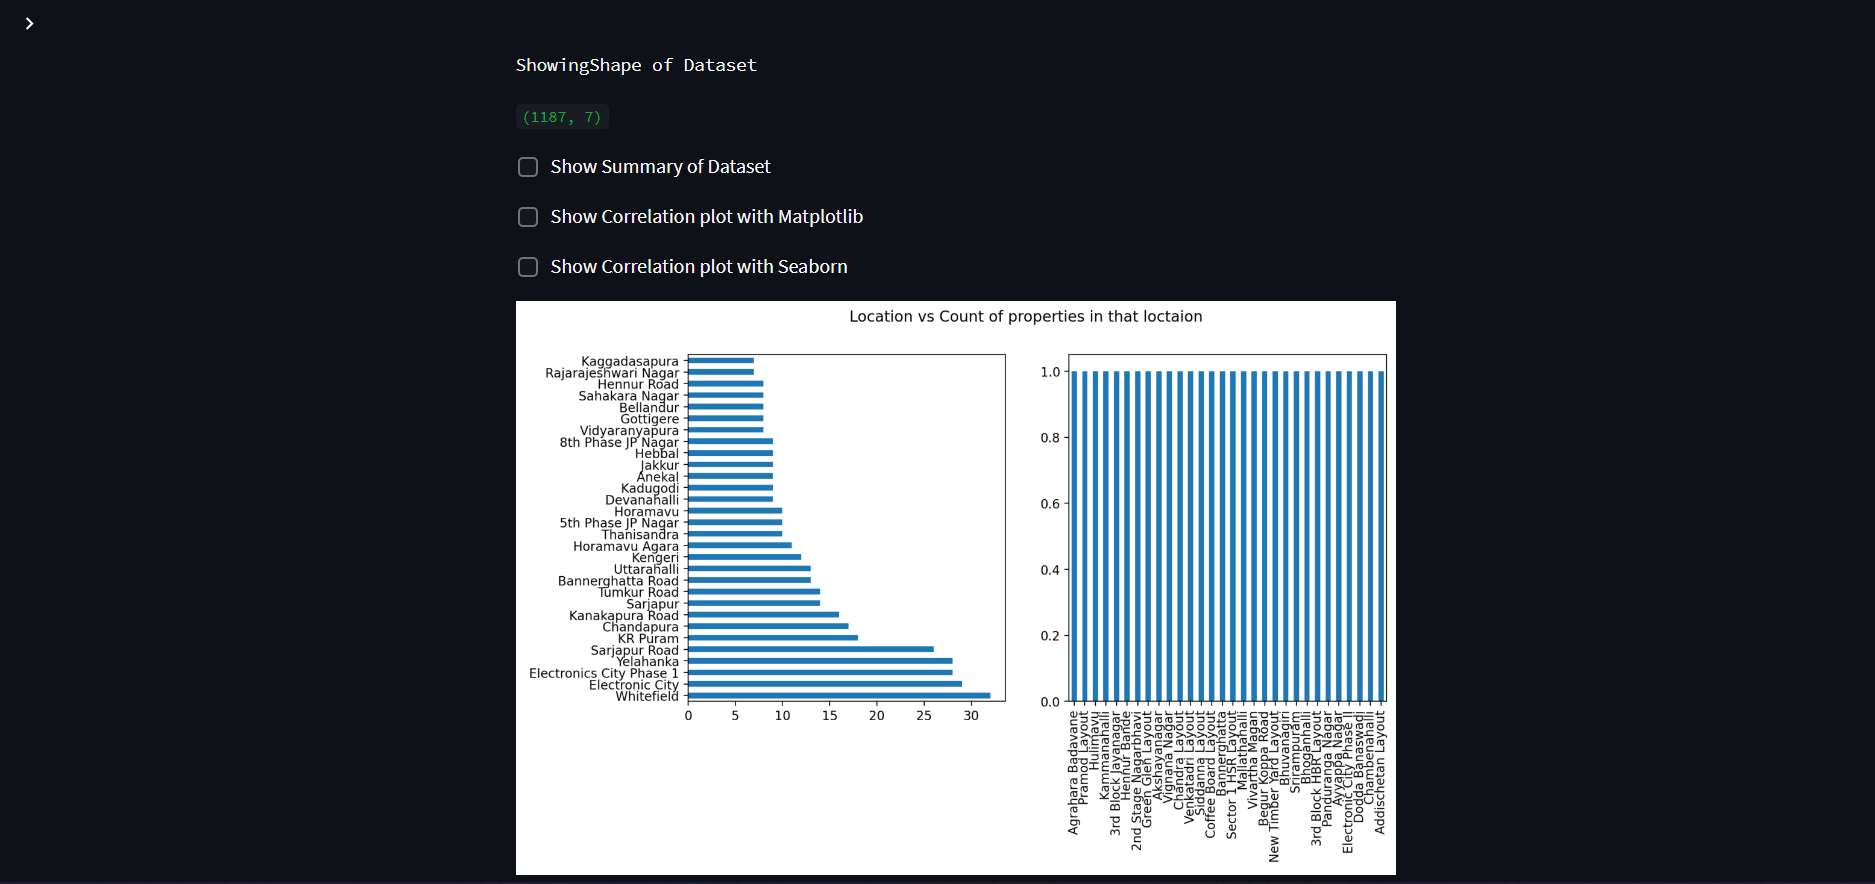 ShowingShape of Dataset
(1187, 7)
Show Summary of Dataset
Show Correlation plot with Matplotlib
Show Correlation plot with Seaborn
Location vs Count of properties in that loctaion
Kaggadasapura
Rajarajeshwari Nagar
Hennur Road
Sahakara Nagar
Bellandur
Gottigere
Vidyaranyapura
8th Phase JP Nagar
Hebbal
Jakkur
Anekal
Kadugodi
Devanahalli
Horamavu
5th Phase JP Nagar
Thanisandra
Horamavu Agara
Kengeri
Uttarahalli
Bannerghatta Road
Tumkur Road
Sarjapur
Kanakapura Road
Chandapura
KR Puram
Sarjapur Road
Yelahanka
Electronics City Phase 1
Electronic City
Whitefield
0 5 10 15 20 25 30
1.0
0.8
0.6
0.4
0.2
0.0
Agrahara Badavane
Pramod Layout
Hulimavu
Kammanahalli
3rd Block Jayanagar
Hennur Bande
2nd Stage Nagarbhavi
Green Glen Layout
Akshayanagar
Vignana Nagar
Chandra Layout
Venkatadri Layout
Siddanna Layout
Coffee Board Layout
Bannerghatta
Sector 1 HSR Layout
Mallathahalli
Vivartha Magan
Begur Koppa Road
New Timber Yard Layout
Bhuvanagiri
Srirampuram
Bhoganhalli
3rd Block HBR Layout
Panduranga Nagar
Ayyappa Nagar
Electronic City Phase II
Dodda Banaswadi
Chambenahalli
Addischetan Layout